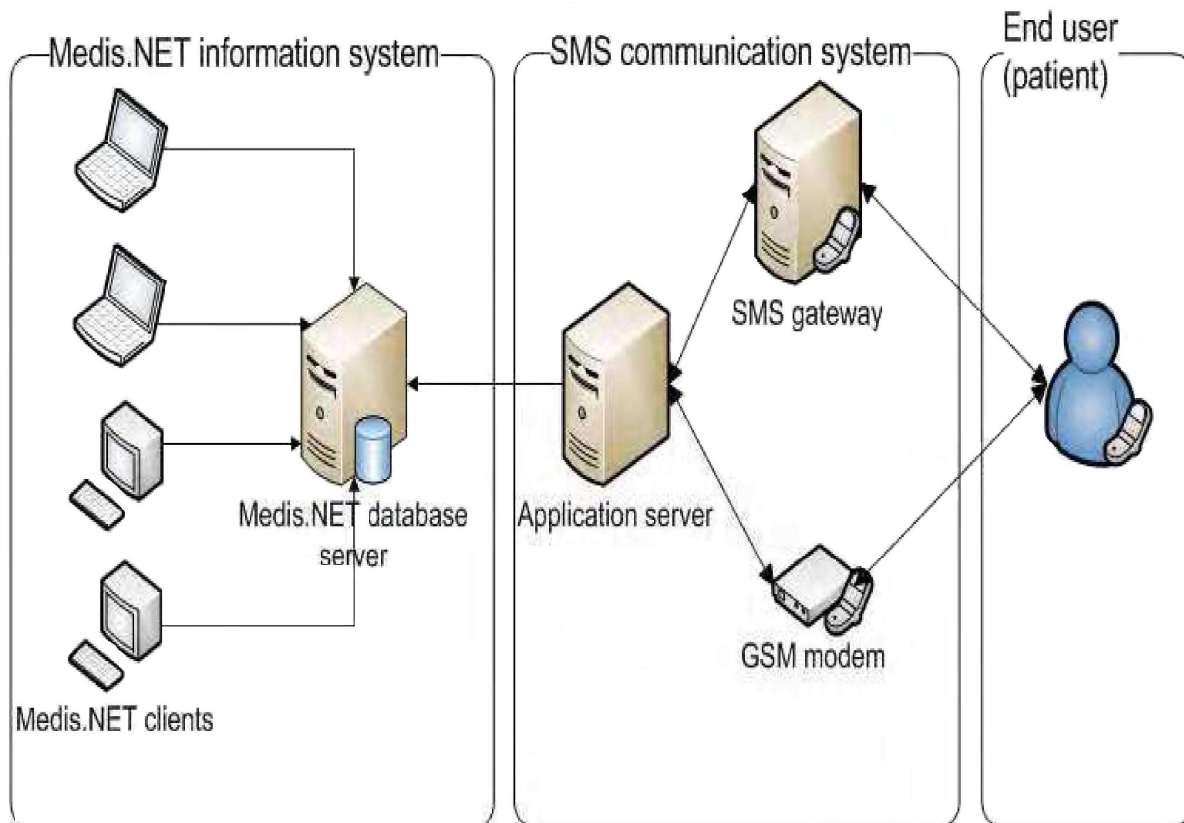 Medis.NET information system
SMS communication system
End user
(patient)
SMS gateway
Medis.NET database
server
Application server
GSM modem
Medis.NET clients